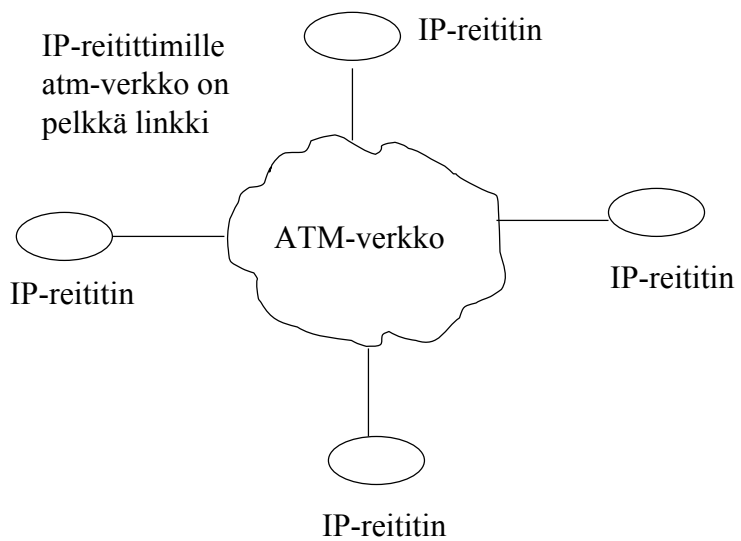 IP-reitittimille
atm-verkko on
pelkkä linkki
IP-reititin
ATM-verkko
IP-reititin
IP-reititin
IP-reititin